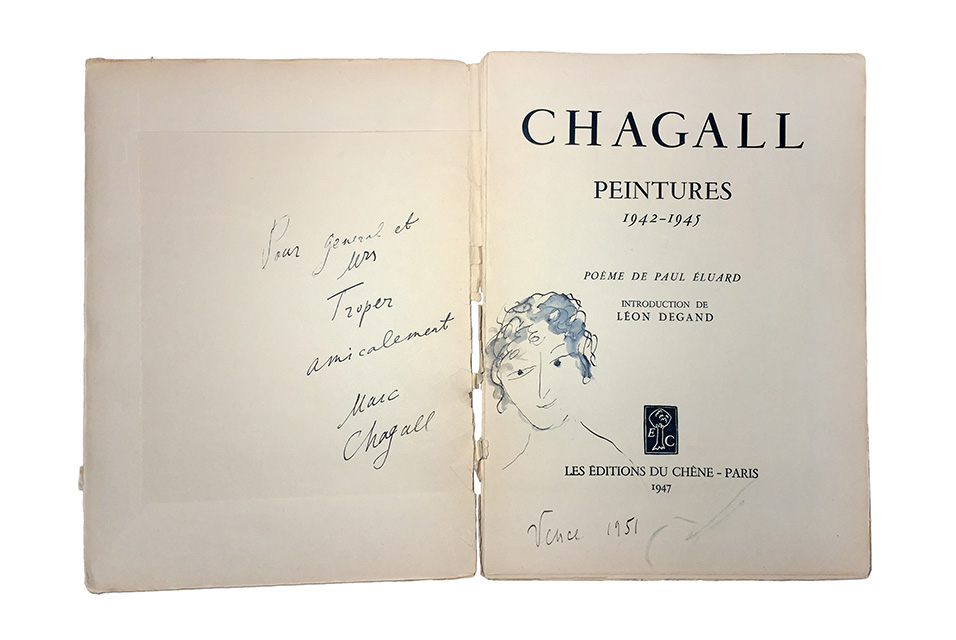 Pour general et
Mrs
Troper
amicalement
Marc
Chagall
CHAGALL
PEINTURES
1942-1945
POÈME DE PAUL ÉLUARD
INTRODUCTION DE
LÉON DEGAND
E C
LES ÉDITIONS DU CHÊNE - PARIS
1947
Vence 1951